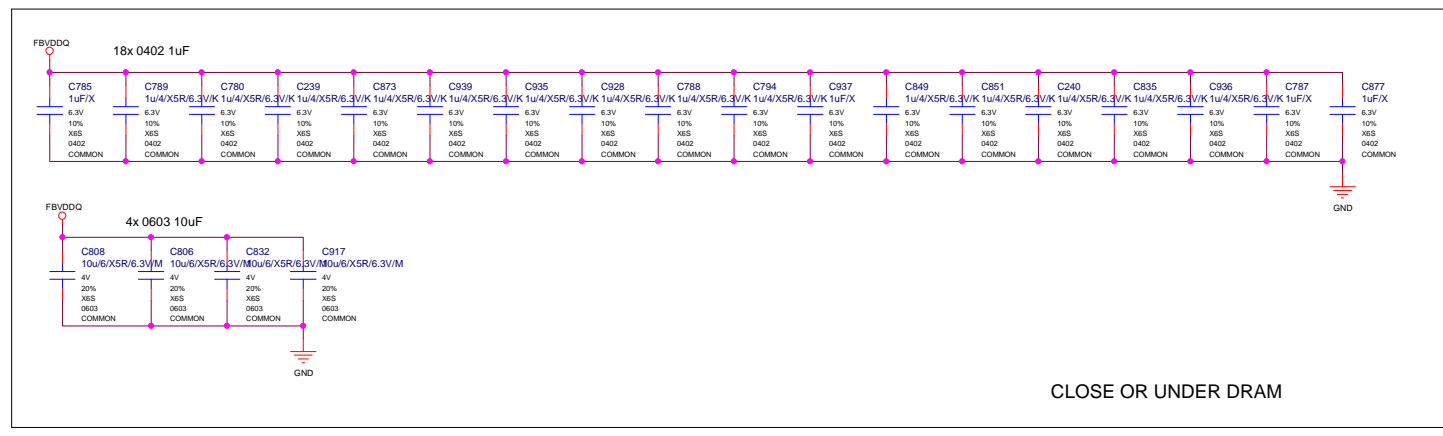 FBVDDQ
18x 0402 1uF
C785 C789 C780 C239 C873 C939 C935 C928 C788 C794 C937 C849 C851 C240 C835 C936 C787 C877
1uF/X 1u/4/X5R/6.3V/K 1u/4/X5R/6.3V/K 1u/4/X5R/6.3V/K 1u/4/X5R/6.3V/K 1u/4/X5R/6.3V/K 1u/4/X5R/6.3V/K 1u/4/X5R/6.3V/K 1u/4/X5R/6.3V/K 1u/4/X5R/6.3V/K 1uF/X 1u/4/X5R/6.3V/K 1u/4/X5R/6.3V/K 1u/4/X5R/6.3V/K 1u/4/X5R/6.3V/K 1u/4/X5R/6.3V/K 1uF/X 1uF/X
6.3V 6.3V 6.3V 6.3V 6.3V 6.3V 6.3V 6.3V 6.3V 6.3V 6.3V 6.3V 6.3V 6.3V 6.3V 6.3V 6.3V 6.3V
10% 10% 10% 10% 10% 10% 10% 10% 10% 10% 10% 10% 10% 10% 10% 10% 10% 10%
X6S X6S X6S X6S X6S X6S X6S X6S X6S X6S X6S X6S X6S X6S X6S X6S X6S X6S
0402 0402 0402 0402 0402 0402 0402 0402 0402 0402 0402 0402 0402 0402 0402 0402 0402 0402
COMMON COMMON COMMON COMMON COMMON COMMON COMMON COMMON COMMON COMMON COMMON COMMON COMMON COMMON COMMON COMMON COMMON COMMON
GND
FBVDDQ
4x 0603 10uF
C808 C806 C832 C917
10u/6/X5R/6.3V/M 10u/6/X5R/6.3V/M 10u/6/X5R/6.3V/M 10u/6/X5R/6.3V/M
4V 4V 4V 4V
20% 20% 20% 20%
X6S X6S X6S X6S
0603 0603 0603 0603
COMMON COMMON COMMON COMMON
GND
CLOSE OR UNDER DRAM